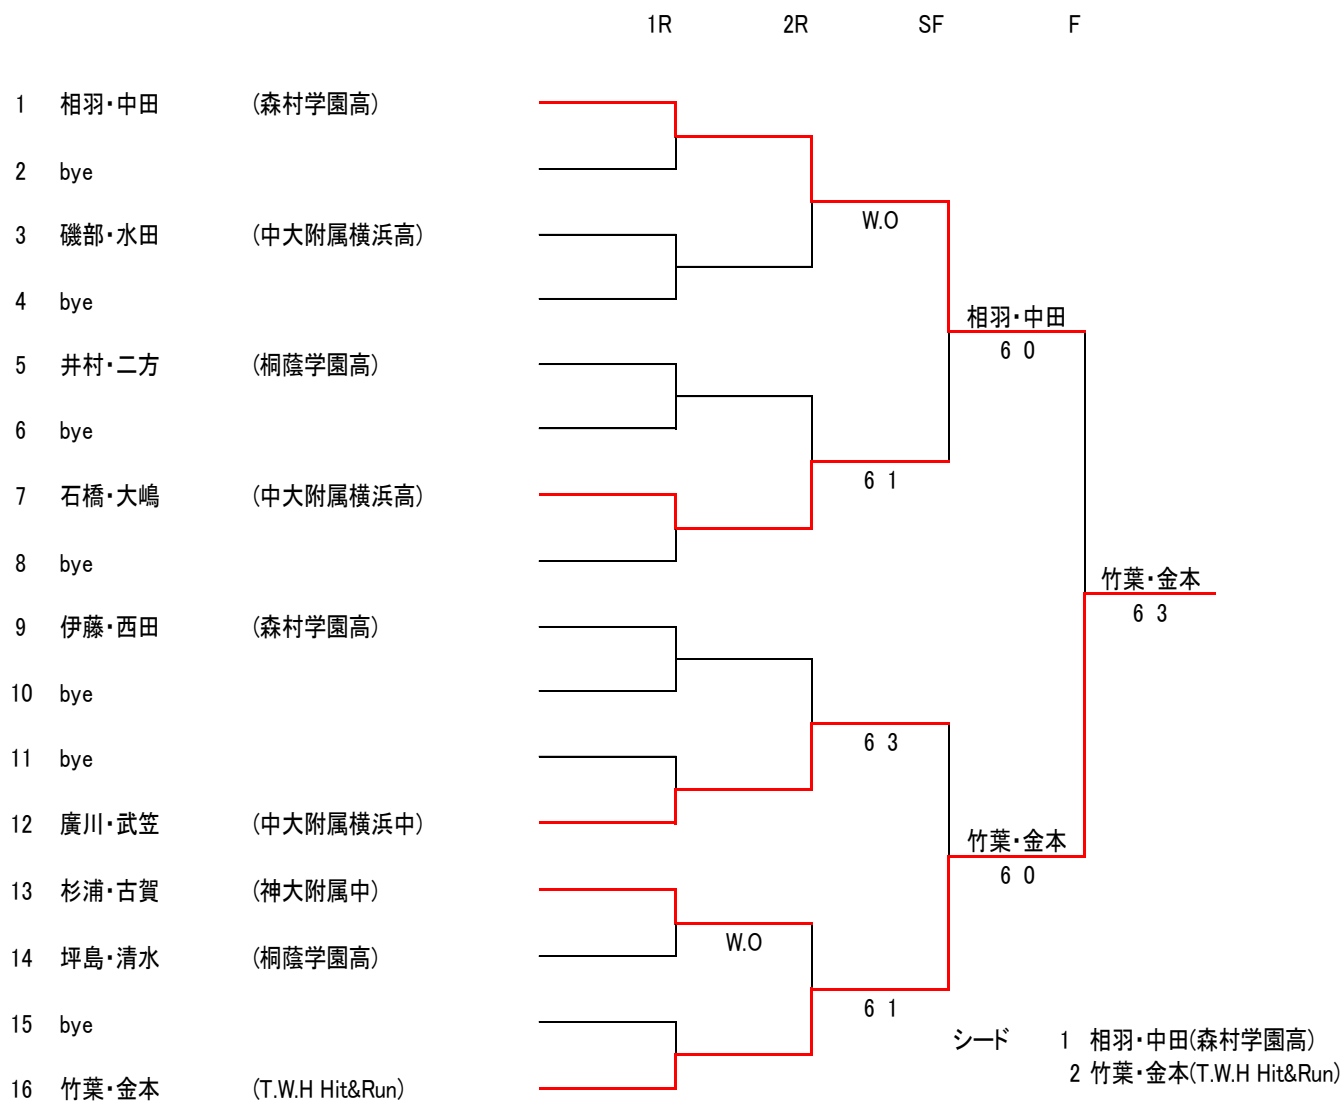 1R 2R SF F
1 相羽・中田 (森村学園高)
2 bye
W.O
3 磯部・水田 (中大附属横浜高)
4 bye
相羽・中田
6 0
5 井村・二方 (桐蔭学園高)
6 bye
6 1
7 石橋・大嶋 (中大附属横浜高)
8 bye
竹葉・金本
6 3
9 伊藤・西田 (森村学園高)
10 bye
6 3
11 bye
12 廣川・武笠 (中大附属横浜中)
竹葉・金本
6 0
13 杉浦・古賀 (神大附属中)
W.O
14 坪島・清水 (桐蔭学園高)
6 1
15 bye
シード 1 相羽・中田(森村学園高)
2 竹葉・金本(T.W.H Hit&Run)
16 竹葉・金本 (T.W.H Hit&Run)